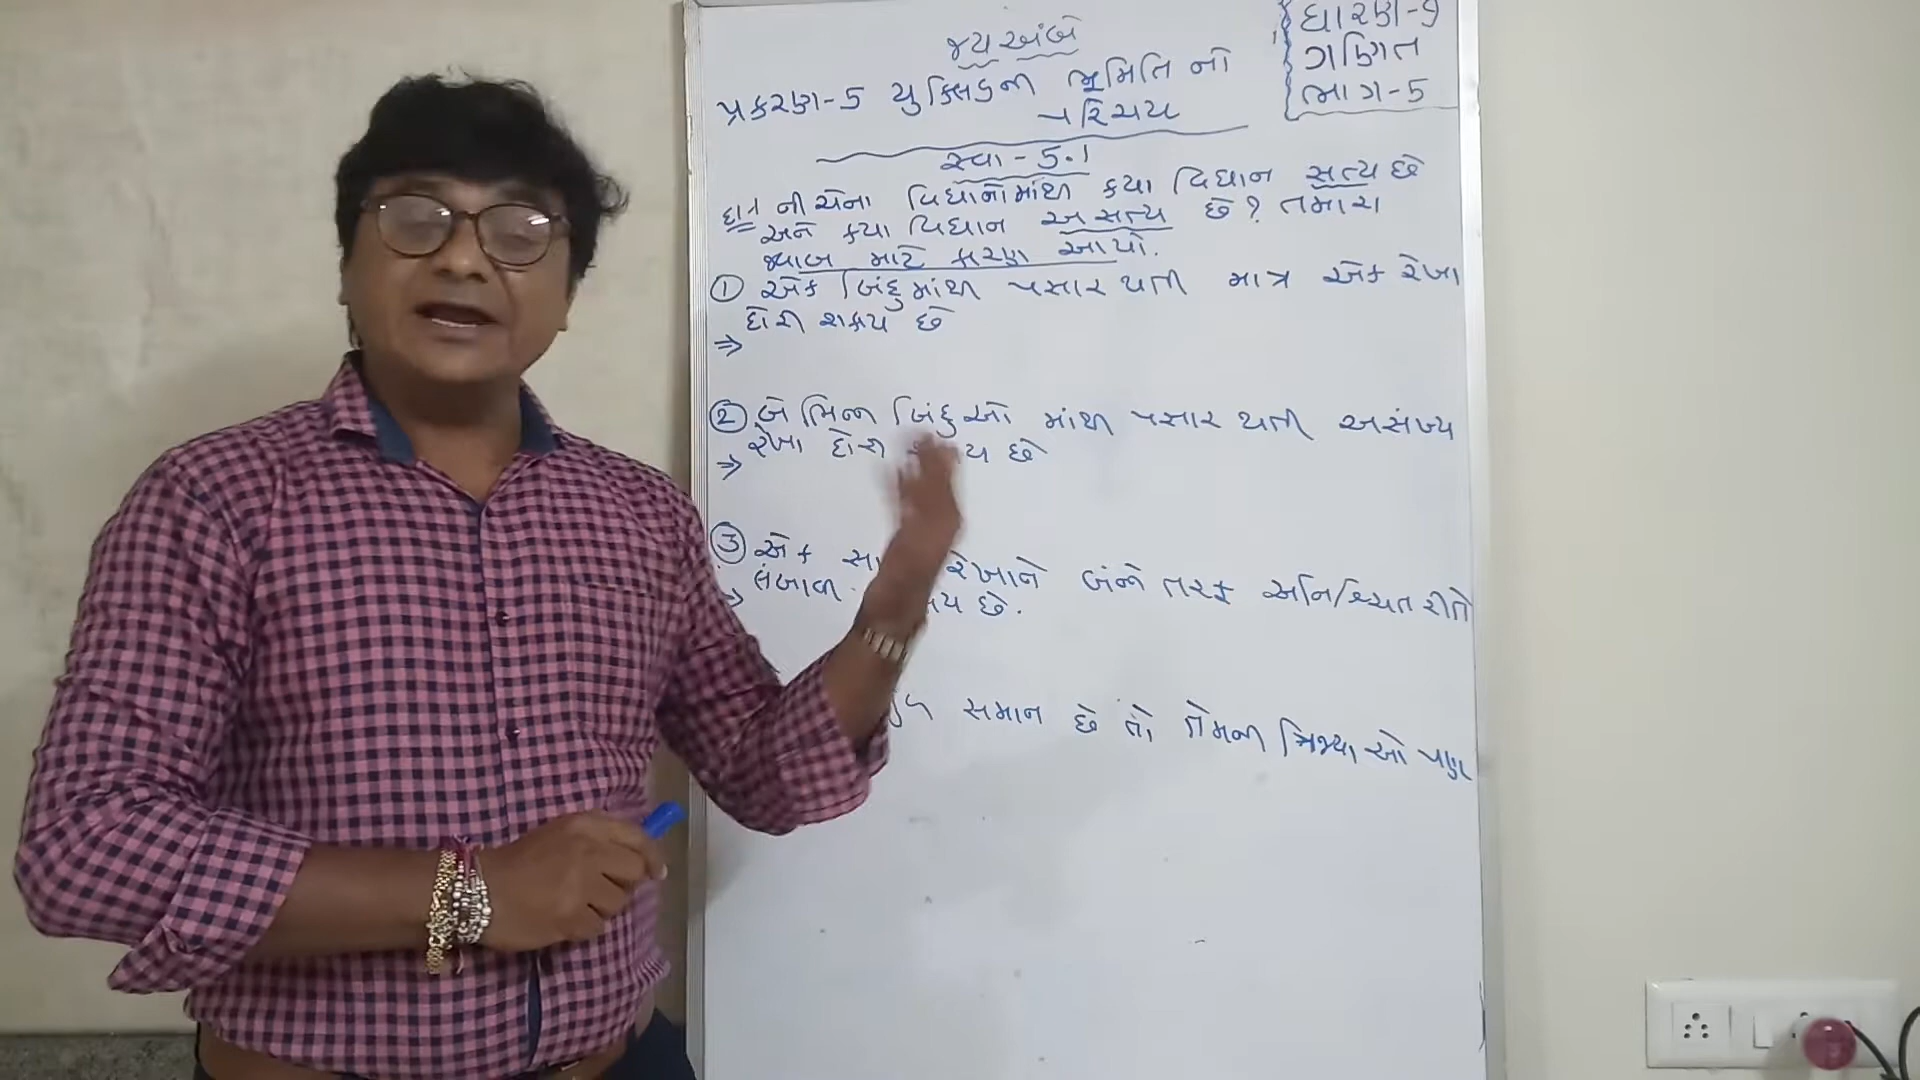 જય અંબે
ધોરણ-9
ગણિત
ભાગ-5
પ્રકરણ-5 યુક્લિડની ભૂમિતિ નો
પરિચય
સ્વા - 5.1
દા.1 નીચેના વિધાનોમાંથી કયા વિધાન સત્ય છે
અને કયા વિધાન અસત્ય છે? તમારા
જવાબ માટે કારણ આપો.
① એક બિંદુમાંથી પસાર થતી માત્ર એક રેખા
દોરી શકાય છે
⇒
② બે ભિન્ન બિંદુઓ માંથી પસાર થતી અસંખ્ય
રેખા દોરી છે
⇒
③ એક રેખાને બંને તરફ અનિશ્ચિત રીતે
લંબાવી છે.
સમાન છે તો, તેમની ત્રિજ્યાઓ પણ